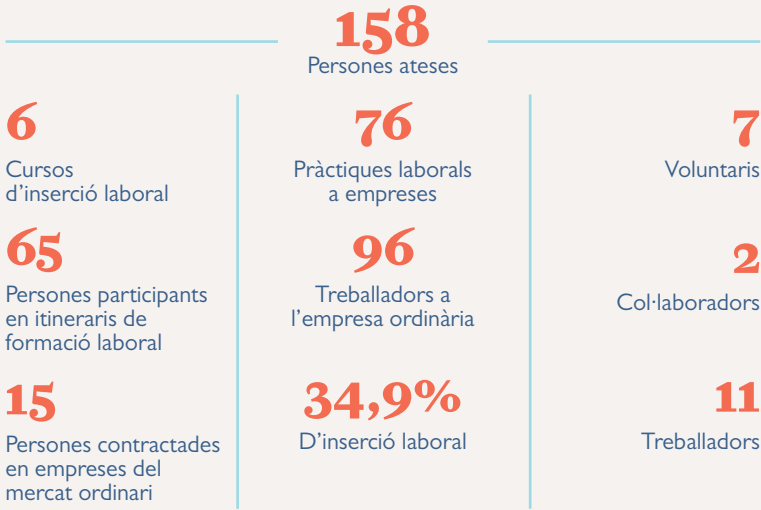 158
Persones ateses
6
Cursos
d'inserció laboral
65
Persones participants
en itineraris de
formació laboral
15
Persones contractades
en empreses del
mercat ordinari
76
Pràctiques laborals
a empreses
96
Treballadors a
l'empresa ordinària
34,9%
D'inserció laboral
7
Voluntaris
2
Col·laboradors
11
Treballadors